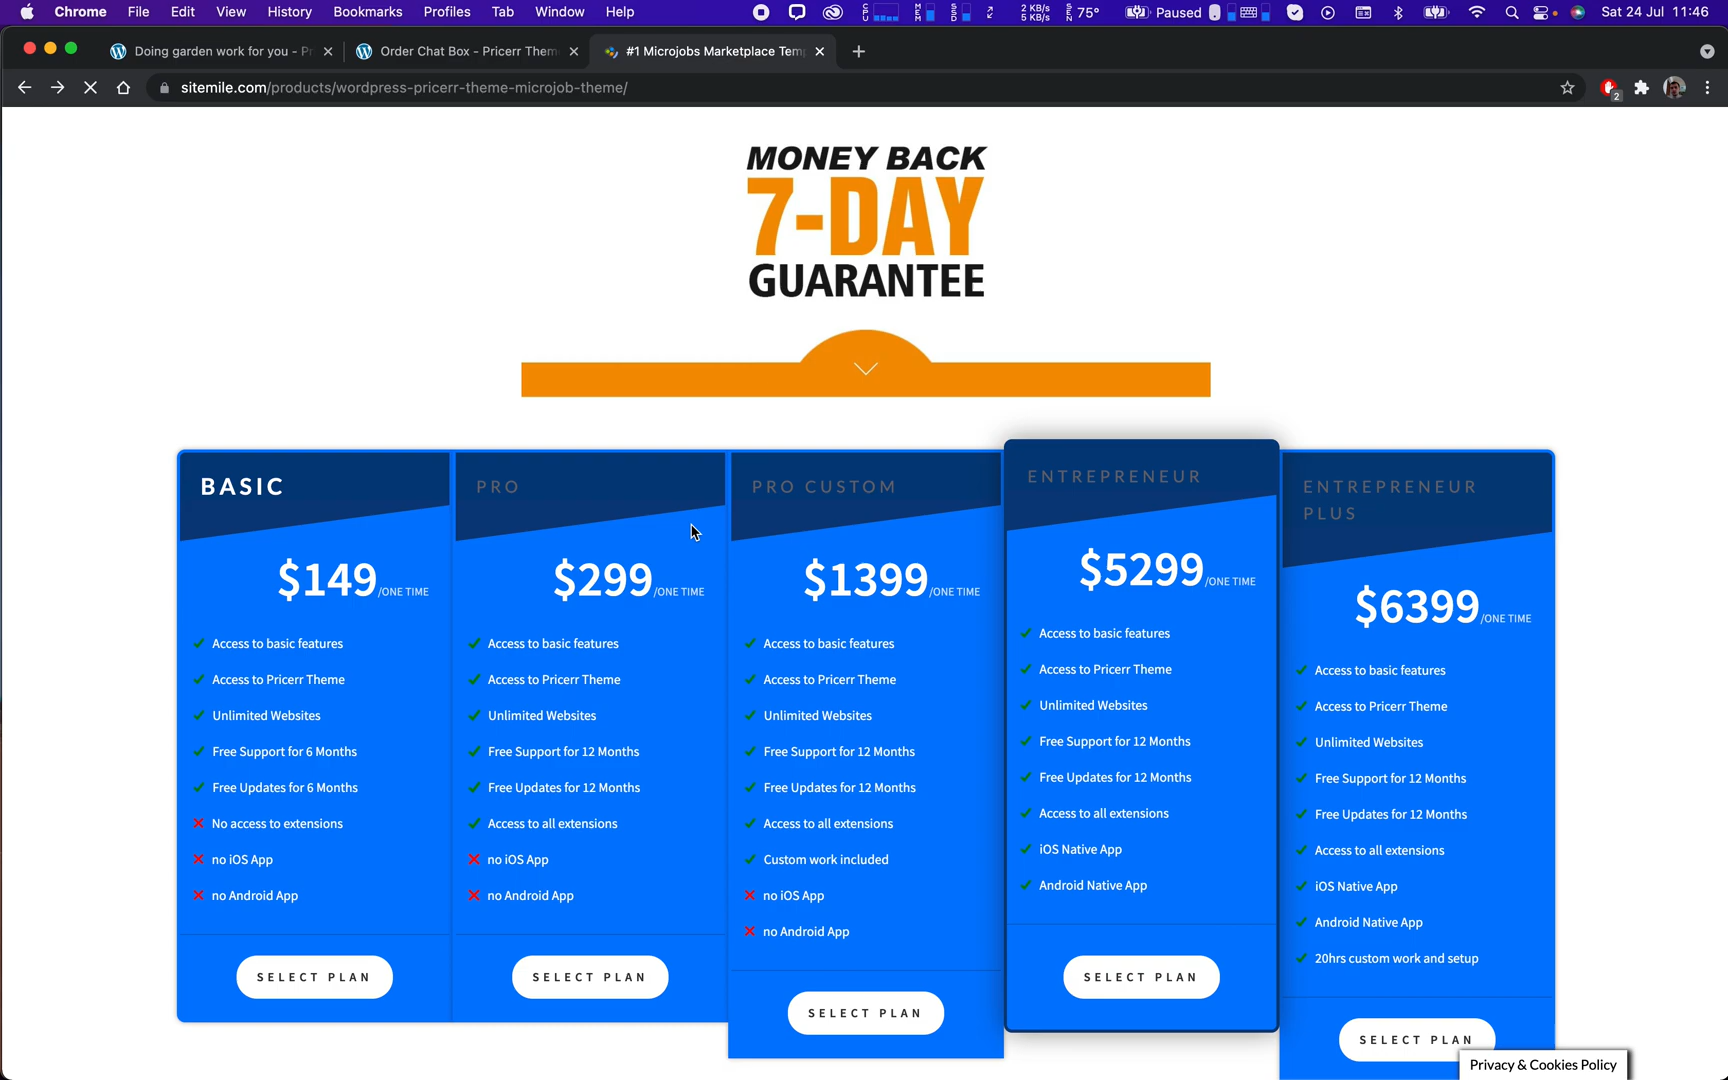 Chrome File Edit View History Bookmarks Profiles Tab Window Help
2 KB/s
5 KB/s
75°
Paused
Sat 24 Jul 11:46
Doing garden work for you - Pr
Order Chat Box - Pricerr Them
#1 Microjobs Marketplace Temp
sitemile.com/products/wordpress-pricerr-theme-microjob-theme/
2
MONEY BACK
7-DAY
GUARANTEE
BASIC
$149/ONE TIME
Access to basic features
Access to Pricerr Theme
Unlimited Websites
Free Support for 6 Months
Free Updates for 6 Months
No access to extensions
no iOS App
no Android App
SELECT PLAN
PRO
$299/ONE TIME
Access to basic features
Access to Pricerr Theme
Unlimited Websites
Free Support for 12 Months
Free Updates for 12 Months
Access to all extensions
no iOS App
no Android App
SELECT PLAN
PRO CUSTOM
$1399/ONE TIME
Access to basic features
Access to Pricerr Theme
Unlimited Websites
Free Support for 12 Months
Free Updates for 12 Months
Access to all extensions
Custom work included
no iOS App
no Android App
SELECT PLAN
ENTREPRENEUR
$5299/ONE TIME
Access to basic features
Access to Pricerr Theme
Unlimited Websites
Free Support for 12 Months
Free Updates for 12 Months
Access to all extensions
iOS Native App
Android Native App
SELECT PLAN
ENTREPRENEUR
PLUS
$6399/ONE TIME
Access to basic features
Access to Pricerr Theme
Unlimited Websites
Free Support for 12 Months
Free Updates for 12 Months
Access to all extensions
iOS Native App
Android Native App
20hrs custom work and setup
SELECT PLAN
Privacy & Cookies Policy